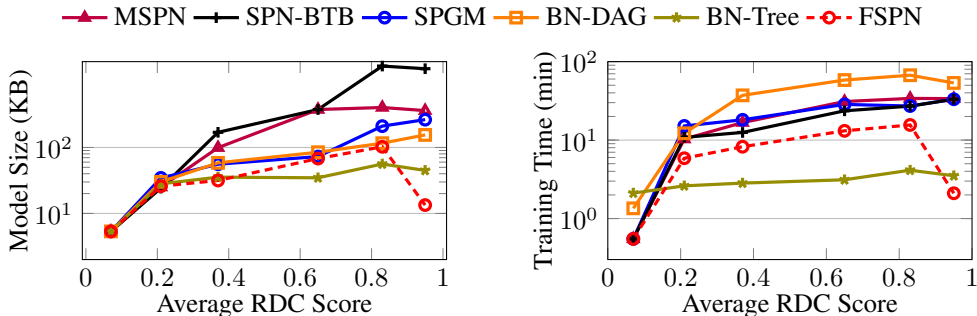 MSPN SPN-BTB SPGM BN-DAG BN-Tree FSPN
Model Size (KB)
10^2
10^1
0 0.2 0.4 0.6 0.8 1
Average RDC Score
Training Time (min)
10^2
10^1
10^0
0 0.2 0.4 0.6 0.8 1
Average RDC Score